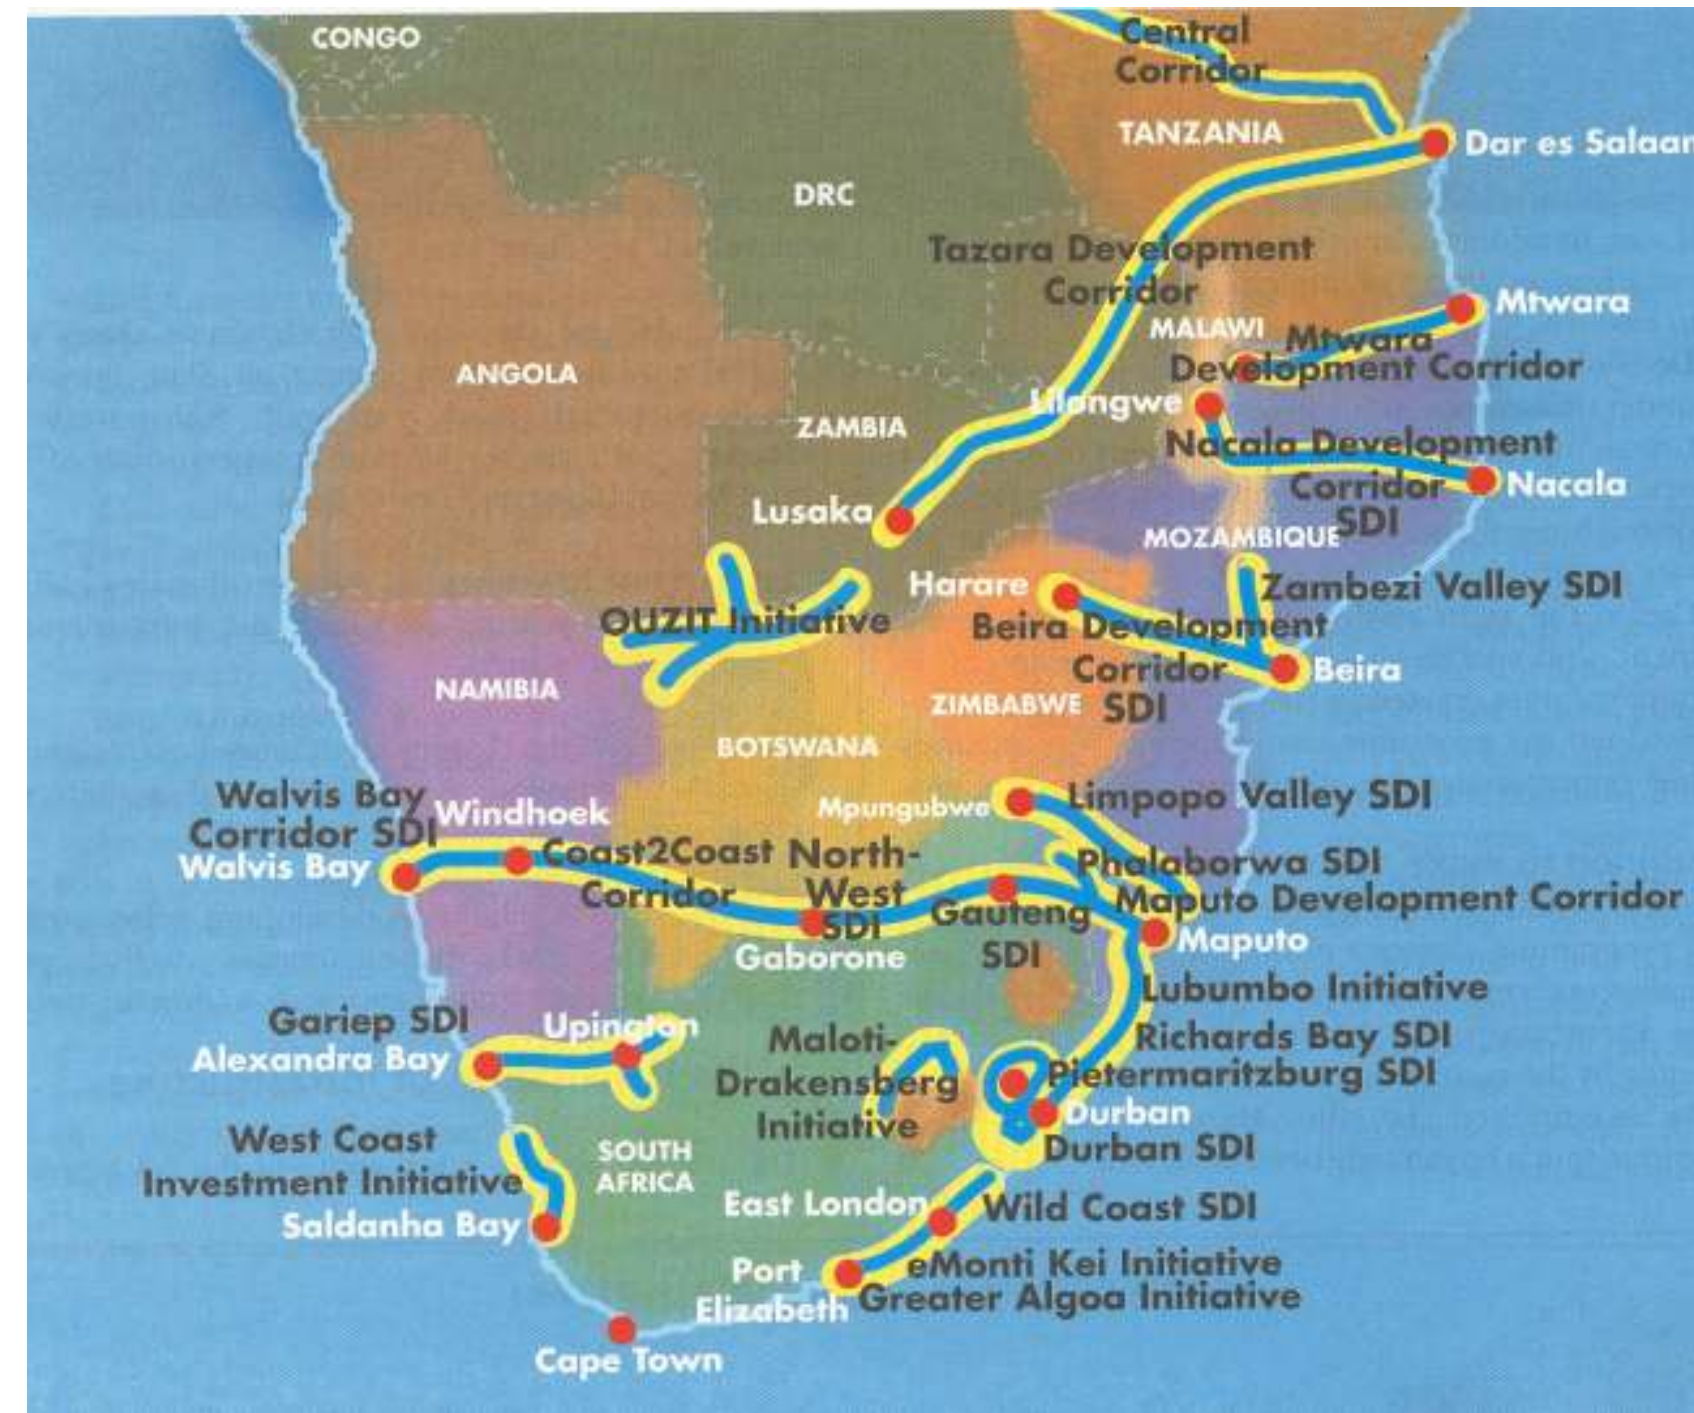 CONGO
Central
Corridor
TANZANIA
Dar es Salaam
DRC
Tazara Development
Corridor
Mtwara
MALAWI
Mtwara
Development Corridor
ANGOLA
Lilongwe
ZAMBIA
Nacala Development
Corridor
SDI
Nacala
Lusaka
MOZAMBIQUE
Harare
Zambezi Valley SDI
OUZIT Initiative
Beira Development
Corridor
SDI
Beira
NAMIBIA
ZIMBABWE
BOTSWANA
Walvis Bay
Corridor SDI
Windhoek
Mpungubwe
Limpopo Valley SDI
Walvis Bay
Coast2Coast
Corridor
North-
West
SDI
Phalaborwa SDI
Gauteng
SDI
Maputo Development Corridor
Maputo
Gaborone
Lubumbo Initiative
Gariep SDI
Upington
Alexandra Bay
Maloti-
Drakensberg
Initiative
Richards Bay SDI
Pietermaritzburg SDI
Durban
Durban SDI
West Coast
Investment Initiative
SOUTH
AFRICA
Saldanha Bay
East London
Wild Coast SDI
Port
Elizabeth
eMonti Kei Initiative
Greater Algoa Initiative
Cape Town